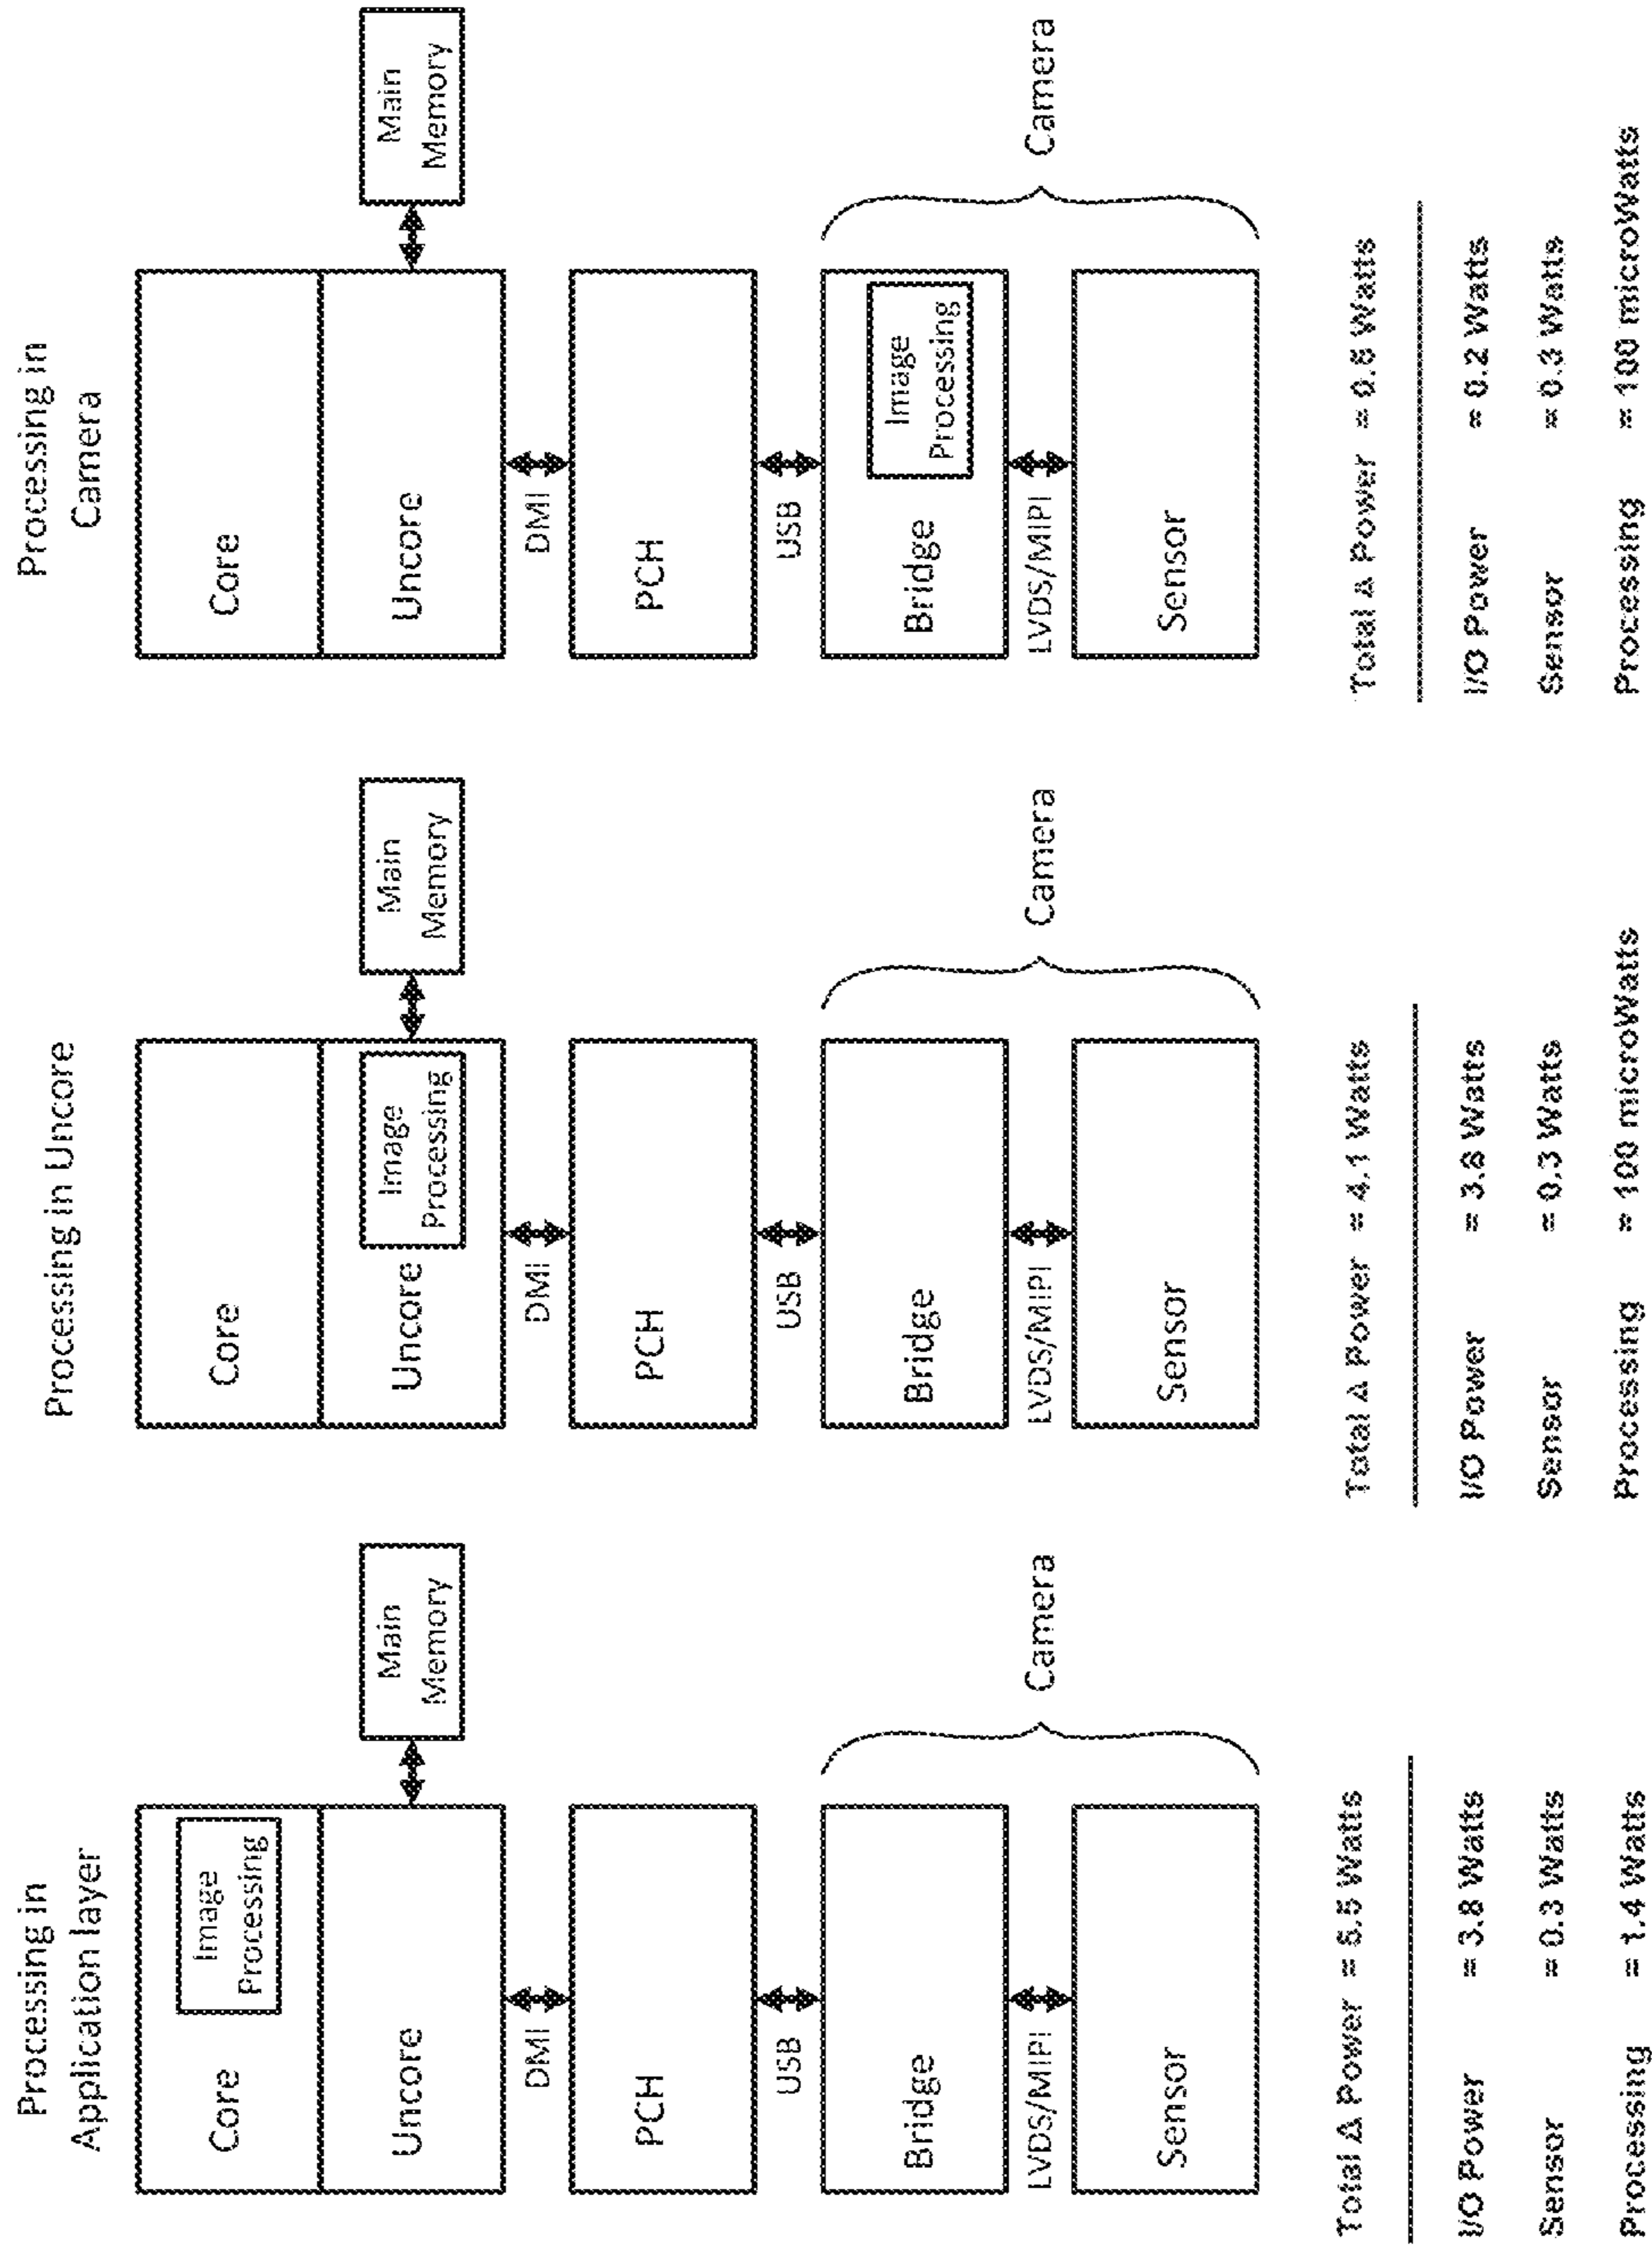 Processing in
Application layer
Core
Image
Processing
Uncore
Main
Memory
DMI
PCH
USB
Bridge
LVDS/MIPI
Sensor
Camera
Total Δ Power = 5.5 Watts
I/O Power = 3.8 Watts
Sensor = 0.3 Watts
Processing = 1.4 Watts
Processing in Uncore
Core
Uncore
Image
Processing
Main
Memory
DMI
PCH
USB
Bridge
LVDS/MIPI
Sensor
Camera
Total Δ Power = 4.1 Watts
I/O Power = 3.8 Watts
Sensor = 0.3 Watts
Processing = 100 microWatts
Processing in
Camera
Core
Uncore
Main
Memory
DMI
PCH
USB
Bridge
Image
Processing
LVDS/MIPI
Sensor
Camera
Total Δ Power = Watts
I/O Power = 0.2 Watts
Sensor = 0.3 Watts
Processing = 100 microWatts